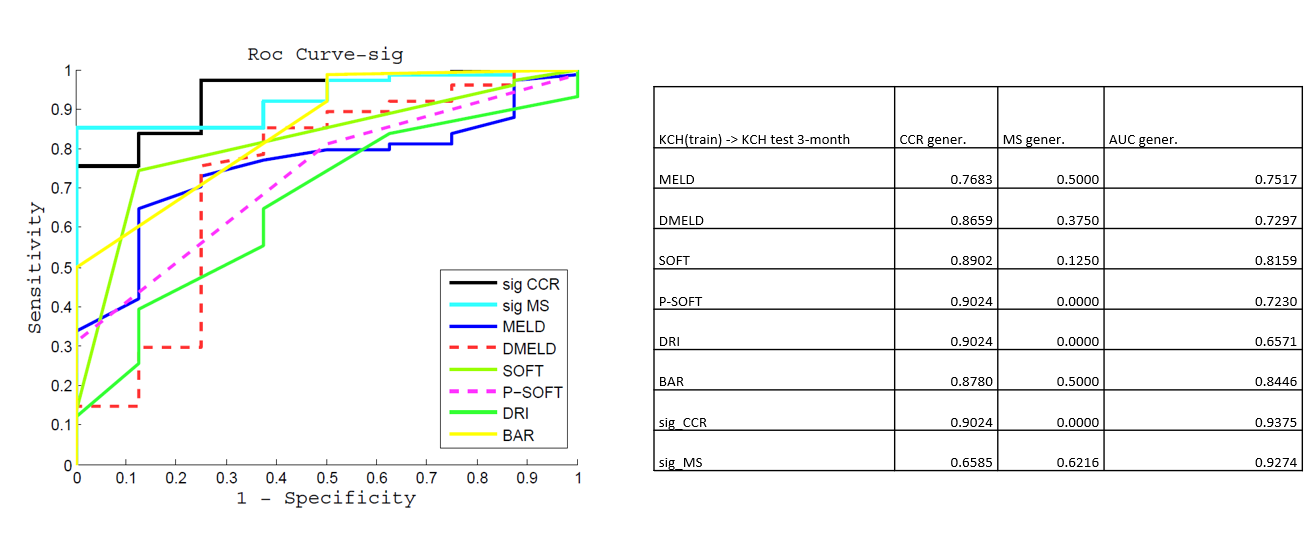 Roc Curve-sig
1
0.9
0.8
0.7
0.6
0.5
0.4
0.3
0.2
0.1
0
Sensitivity
0 0.1 0.2 0.3 0.4 0.5 0.6 0.7 0.8 0.9 1
1 - Specificity
sig CCR
sig MS
MELD
DMELD
SOFT
P-SOFT
DRI
BAR
KCH(train) -> KCH test 3-month CCR gener. MS gener. AUC gener.
MELD 0.7683 0.5000 0.7517
DMELD 0.8659 0.3750 0.7297
SOFT 0.8902 0.1250 0.8159
P-SOFT 0.9024 0.0000 0.7230
DRI 0.9024 0.0000 0.6571
BAR 0.8780 0.5000 0.8446
sig_CCR 0.9024 0.0000 0.9375
sig_MS 0.6585 0.6216 0.9274